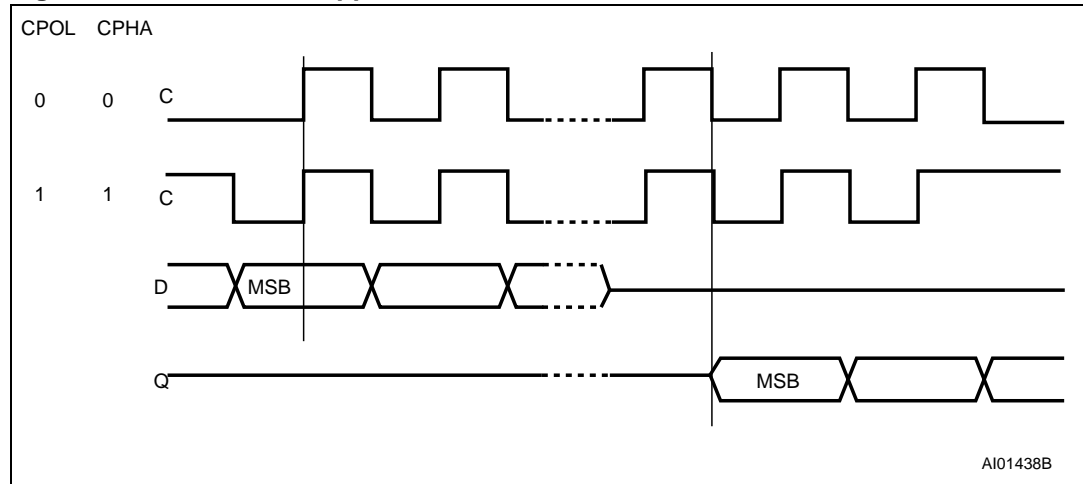 CPOL CPHA
0 0 C
1 1 C
D MSB
Q MSB
AI01438B